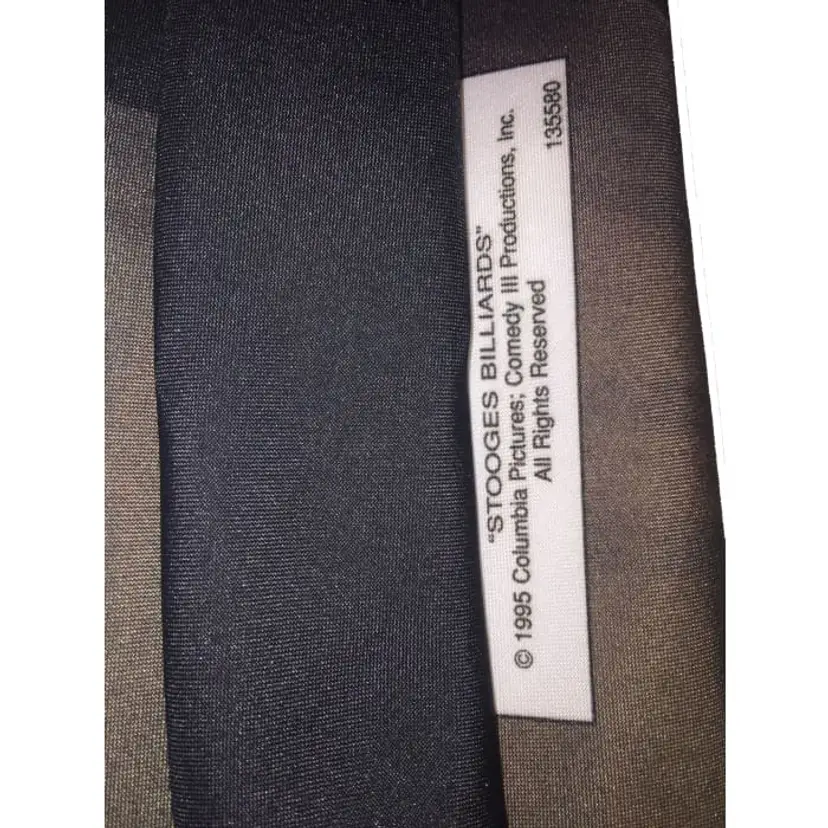 "STOOGES BILLIARDS"
© 1995 Columbia Pictures; Comedy III Productions, Inc.
All Rights Reserved
135580